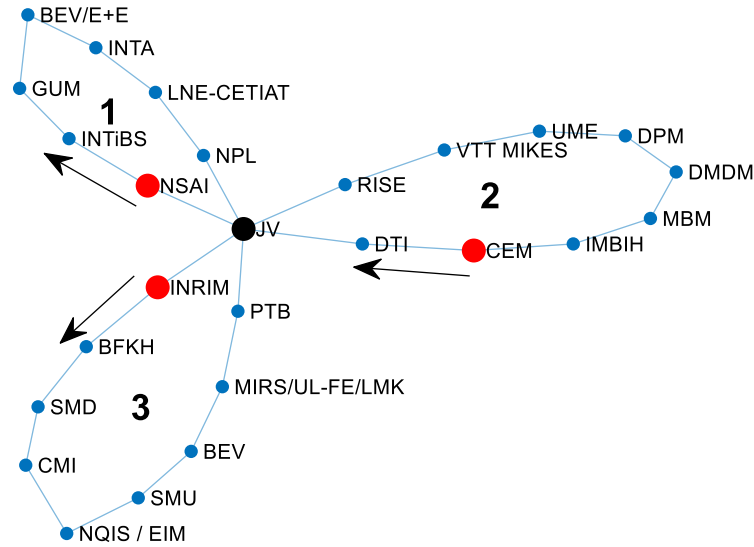 BEV/E+E
INTA
GUM
LNE-CETIAT
1
INTiBS
NPL
NSAI
UME
DPM
VTT MIKES
DMDM
RISE
2
MBM
JV
DTI
CEM
IMBIH
INRIM
PTB
BFKH
MIRS/UL-FE/LMK
SMD
3
BEV
CMI
SMU
NQIS / EIM